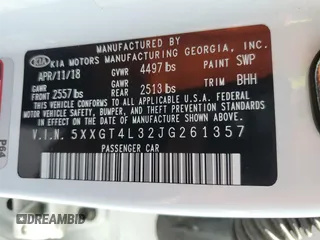 MANUFACTURED BY
KIA KIA MOTORS MANUFACTURING GEORGIA, INC.
APR/11/18 GVWR 4497 lbs PAINT SWP
GAWR FRONT 2557 lbs GAWR REAR 2513 lbs TRIM BHH
THIS VEHICLE CONFORMS TO ALL APPLICABLE U.S. FEDERAL MOTOR VEHICLE SAFETY, BUMPER, AND THEFT PREVENTION STANDARDS IN EFFECT ON THE DATE OF MANUFACTURE SHOWN ABOVE.
V.I.N. 5XXGT4L32JG261357
PASSENGER CAR
P64
DREAMBID